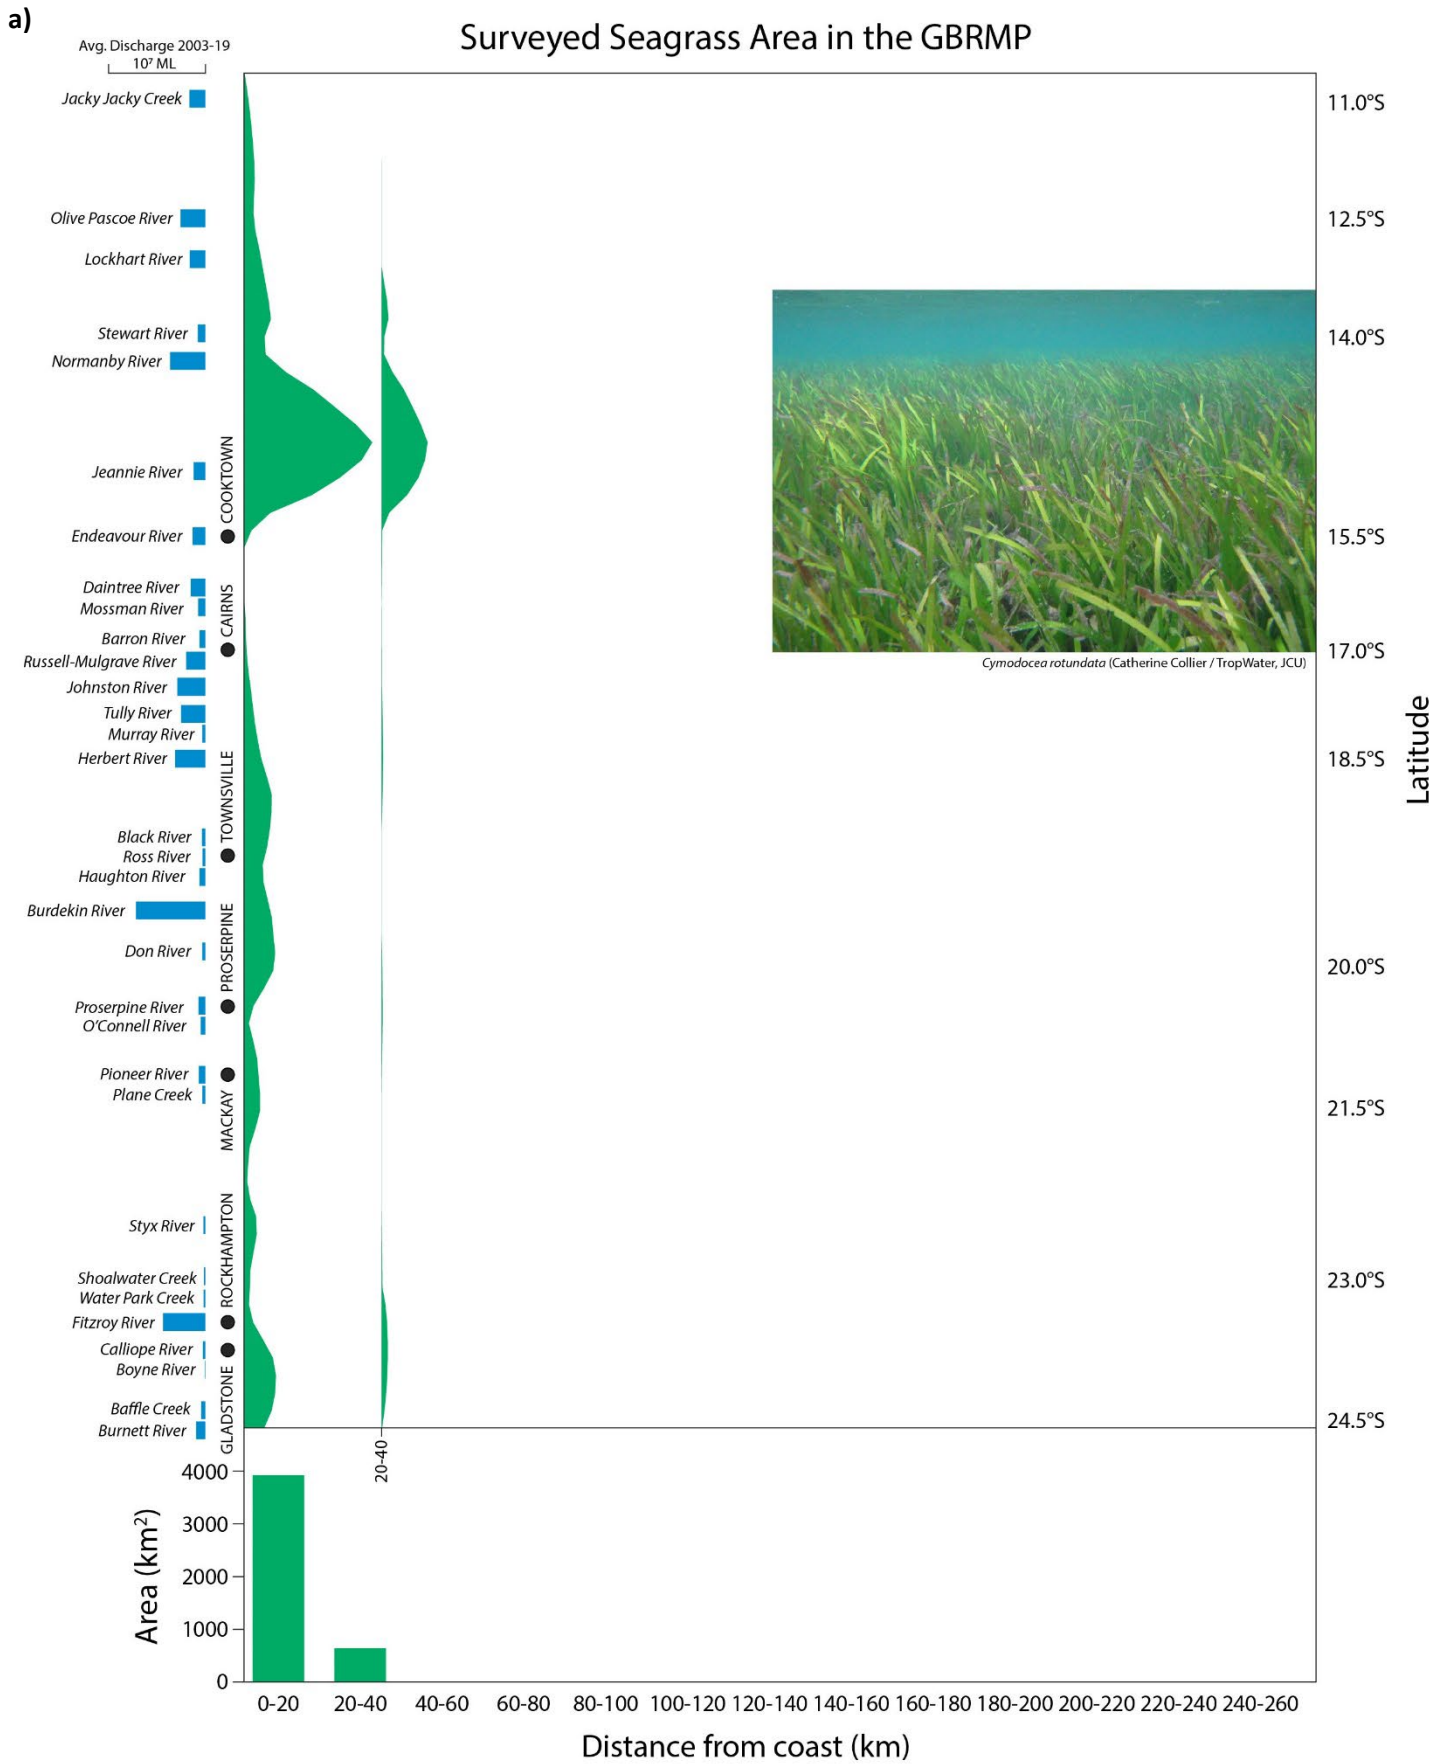 a)
Surveyed Seagrass Area in the GBRMP
Avg. Discharge 2003-19
10⁷ ML
Jacky Jacky Creek
Olive Pascoe River
Lockhart River
Stewart River
Normanby River
Jeannie River
Endeavour River
Daintree River
Mossman River
Barron River
Russell-Mulgrave River
Johnston River
Tully River
Murray River
Herbert River
Black River
Ross River
Haughton River
Burdekin River
Don River
Proserpine River
O'Connell River
Pioneer River
Plane Creek
Styx River
Shoalwater Creek
Water Park Creek
Fitzroy River
Calliope River
Boyne River
Baffle Creek
Burnett River
COOKTOWN
CAIRNS
TOWNSVILLE
PROSERPINE
MACKAY
ROCKHAMPTON
GLADSTONE
11.0°S
12.5°S
14.0°S
15.5°S
17.0°S
18.5°S
20.0°S
21.5°S
23.0°S
24.5°S
Latitude
Cymodocea rotundata (Catherine Collier / TropWater, JCU)
20-40
4000
3000
2000
1000
0
Area (km²)
0-20 20-40 40-60 60-80 80-100 100-120 120-140 140-160 160-180 180-200 200-220 220-240 240-260
Distance from coast (km)